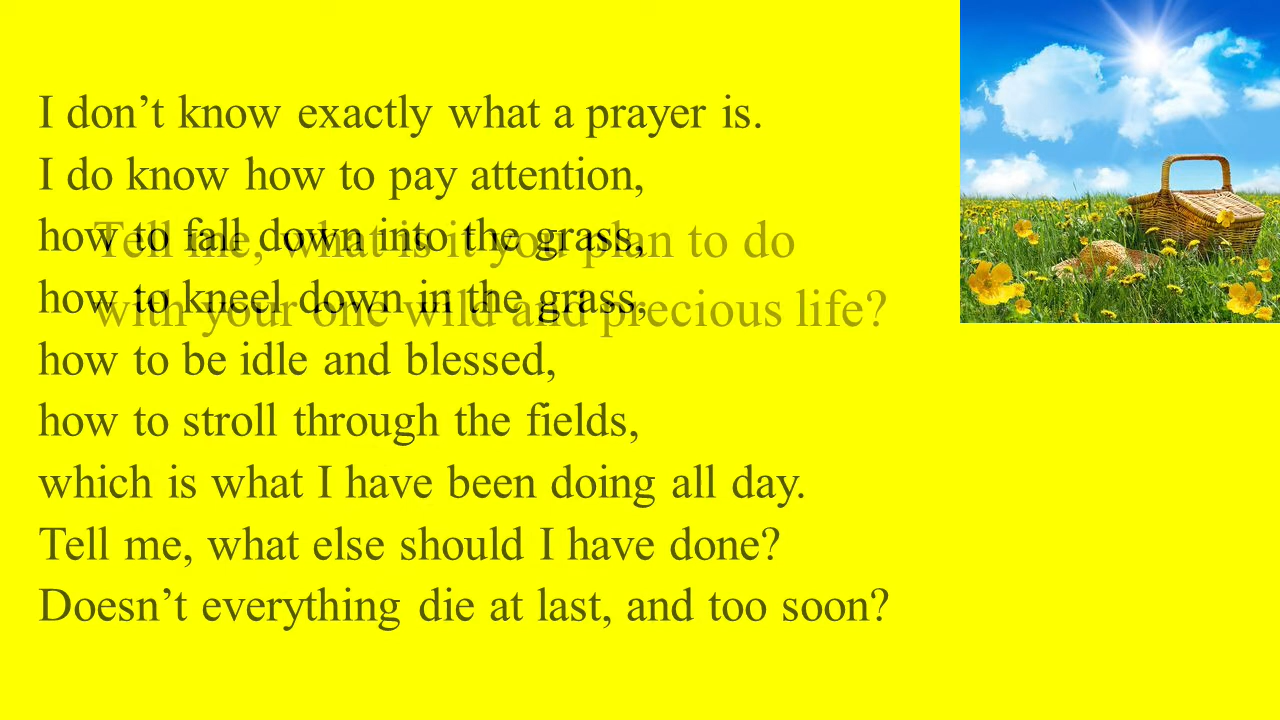 I don’t know exactly what a prayer is.
I do know how to pay attention,
how to fall down into the grass,
how to kneel down in the grass,
how to be idle and blessed,
how to stroll through the fields,
which is what I have been doing all day.
Tell me, what else should I have done?
Doesn’t everything die at last, and too soon?
Tell me, what is it you plan to do
with your one wild and precious life?